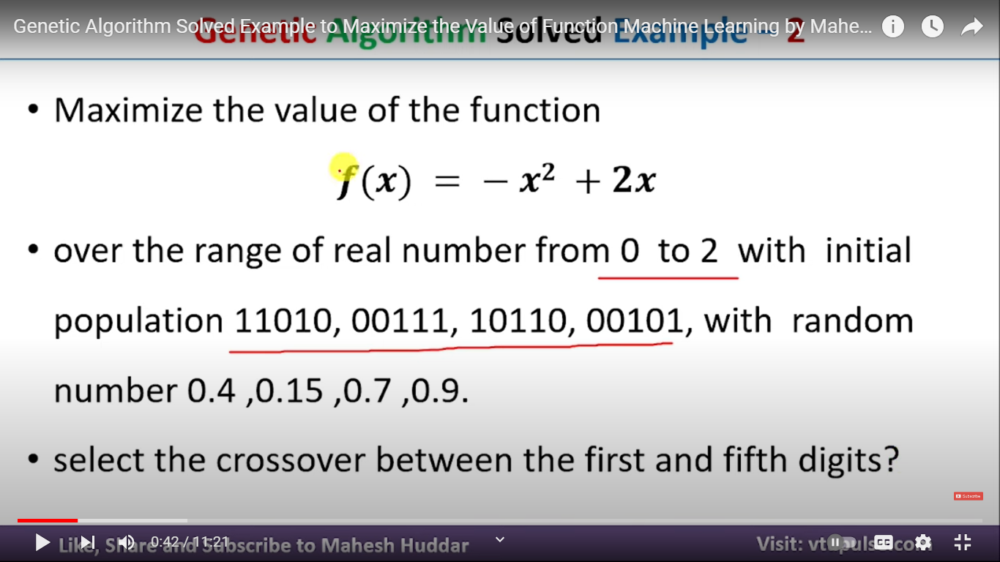 Genetic Algorithm Solved Example to Maximize the Value of Function Machine Learning by Mahe...
Genetic Algorithm Solved Example - 2
• Maximize the value of the function
f(x) = − x² + 2x
• over the range of real number from 0 to 2 with initial
population 11010, 00111, 10110, 00101, with random
number 0.4 ,0.15 ,0.7 ,0.9.
• select the crossover between the first and fifth digits?
Subscribe
0:42 / 11:21
Like, Share and Subscribe to Mahesh Huddar
Visit: vtupulse.com
CC